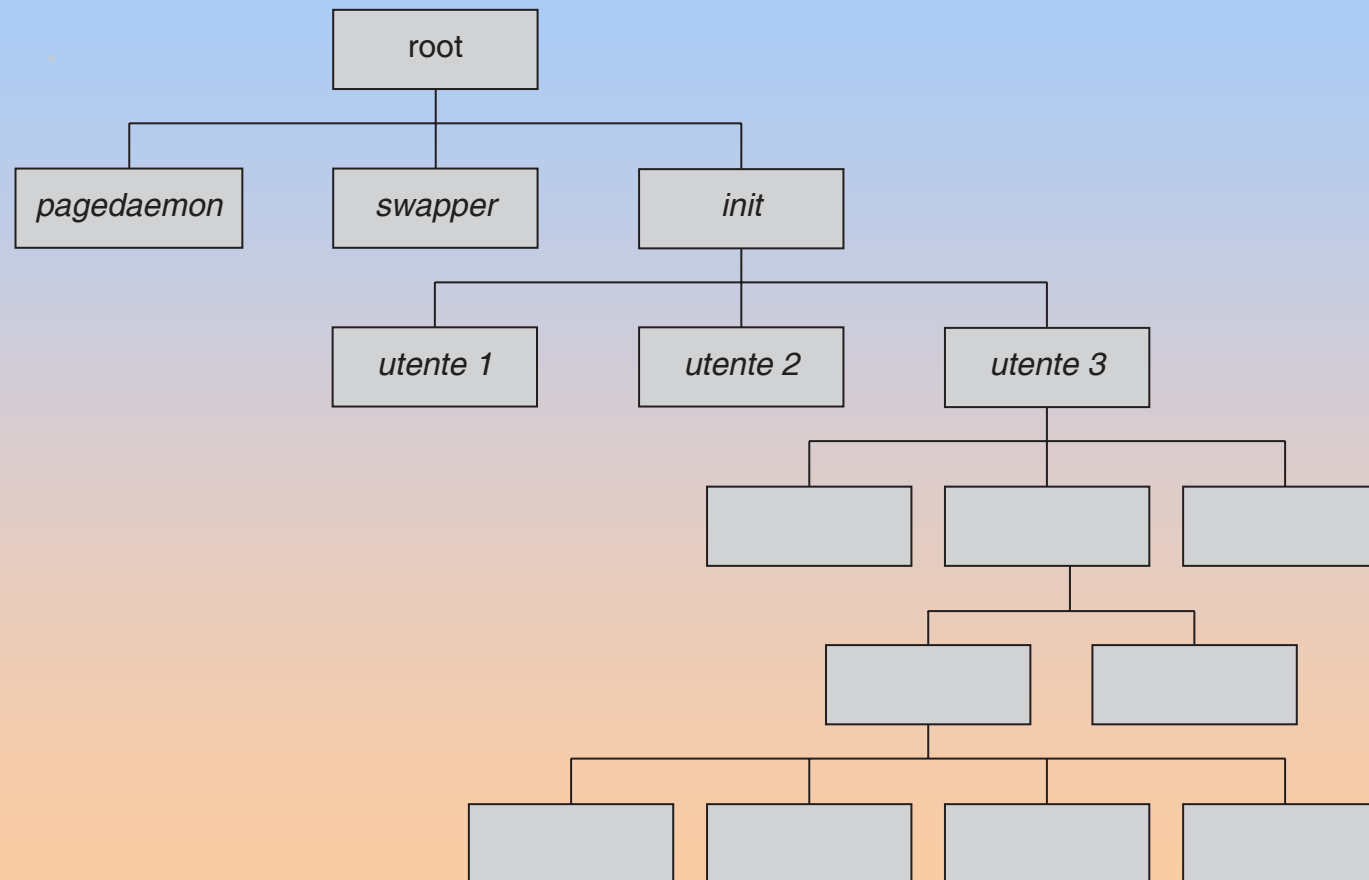 root
pagedaemon
swapper
init
utente 1
utente 2
utente 3